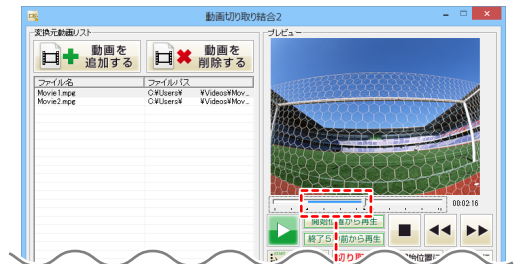 動画切り取り結合2
変換元動画リスト
動画を
追加する
動画を
削除する
ファイル名
ファイルパス
Movie1.mpg
C:¥Users¥
¥Videos¥Mov...
Movie2.mpg
C:¥Users¥
¥Videos¥Mov...
プレビュー
00:02:16
開始位置から再生
終了5
前から再生
切り取